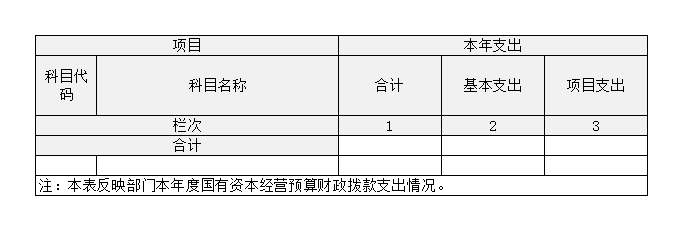 项目 本年支出
科目代码 科目名称 合计 基本支出 项目支出
栏次 1 2 3
合计
注：本表反映部门本年度国有资本经营预算财政拨款支出情况。